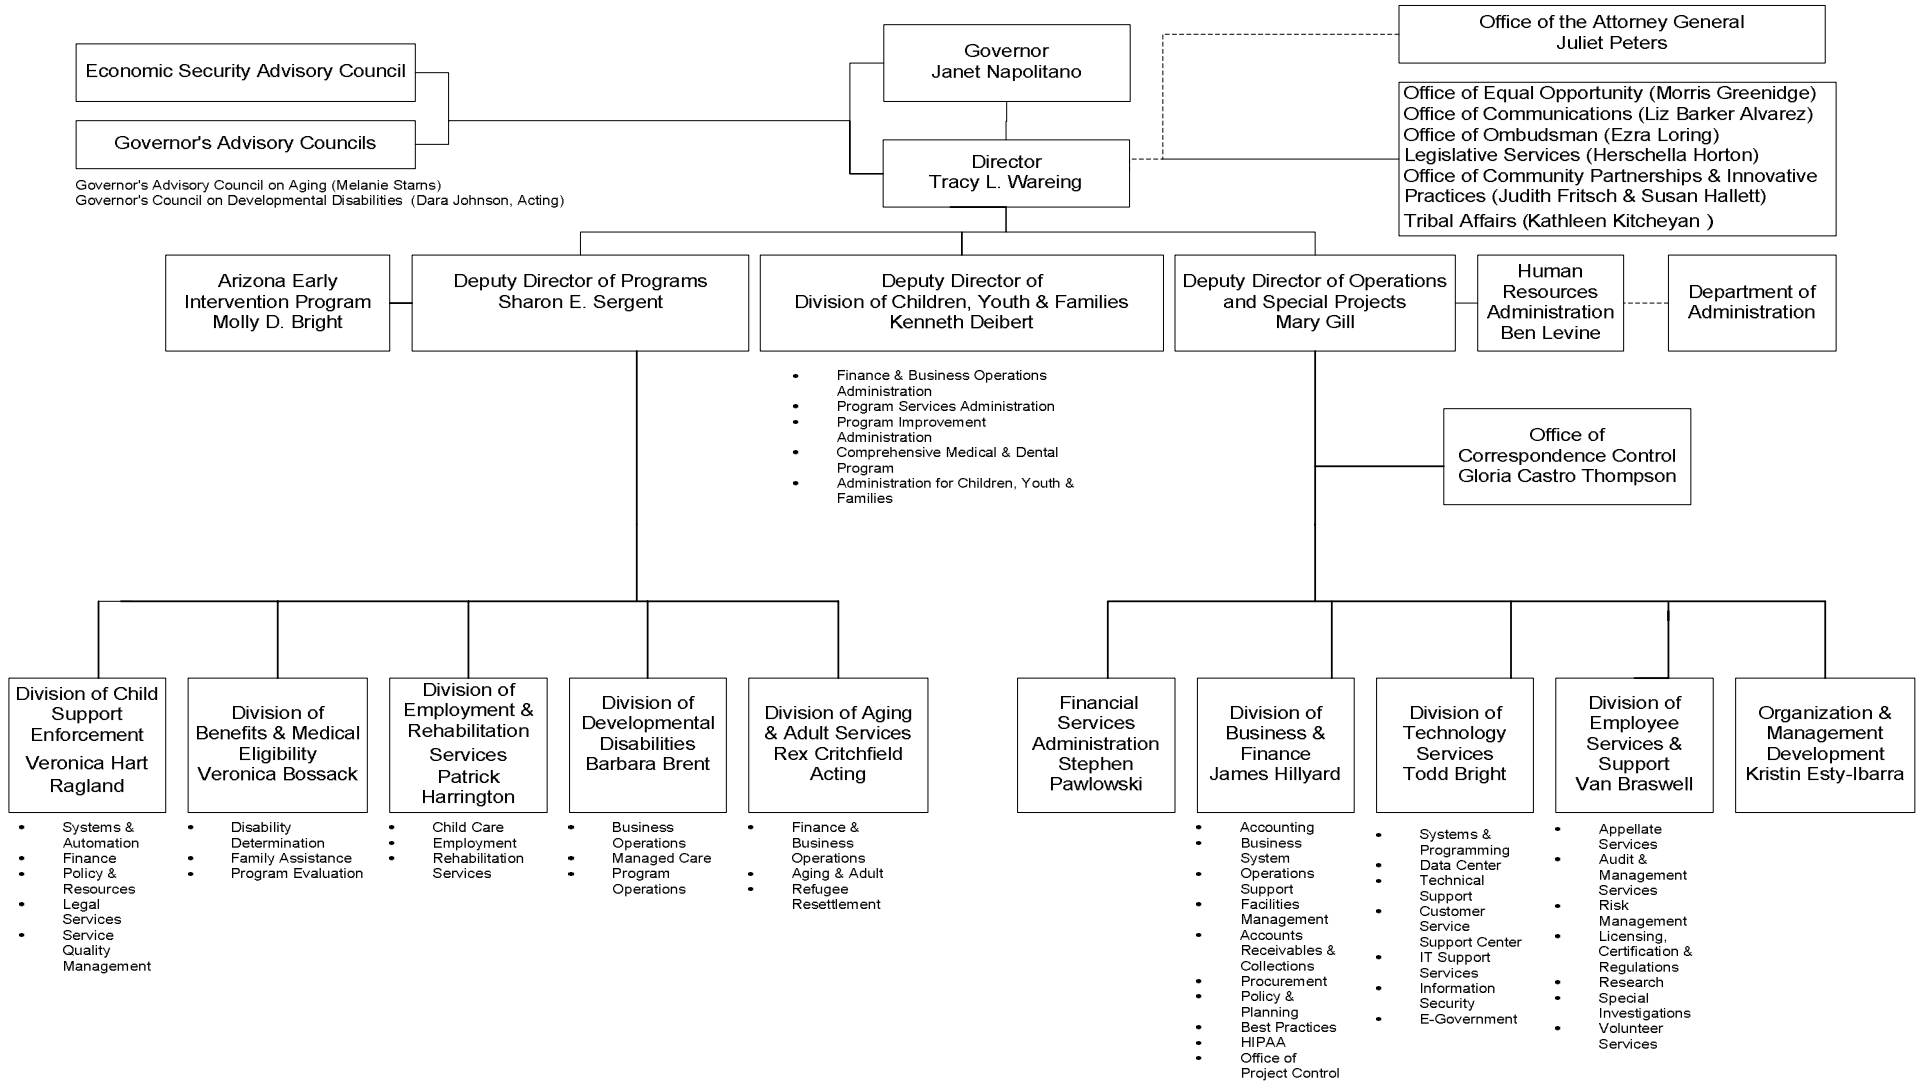 Office of the Attorney General
Juliet Peters
Governor
Janet Napolitano
Economic Security Advisory Council
Governor's Advisory Councils
Governor's Advisory Council on Aging (Melanie Starns)
Governor's Council on Developmental Disabilities (Dara Johnson, Acting)
Director
Tracy L. Wareing
Office of Equal Opportunity (Morris Greenidge)
Office of Communications (Liz Barker Alvarez)
Office of Ombudsman (Ezra Loring)
Legislative Services (Herschella Horton)
Office of Community Partnerships & Innovative
Practices (Judith Fritsch & Susan Hallett)
Tribal Affairs (Kathleen Kitcheyan )
Arizona Early
Intervention Program
Molly D. Bright
Deputy Director of Programs
Sharon E. Sergent
Deputy Director of
Division of Children, Youth & Families
Kenneth Deibert
Deputy Director of Operations
and Special Projects
Mary Gill
Human
Resources
Administration
Ben Levine
Department of
Administration
• Finance & Business Operations
Administration
• Program Services Administration
• Program Improvement
Administration
• Comprehensive Medical & Dental
Program
• Administration for Children, Youth &
Families
Office of
Correspondence Control
Gloria Castro Thompson
Division of Child
Support
Enforcement
Veronica Hart
Ragland
• Systems &
Automation
• Finance
• Policy &
Resources
• Legal
Services
• Service
Quality
Management
Division of
Benefits & Medical
Eligibility
Veronica Bossack
• Disability
Determination
• Family Assistance
• Program Evaluation
Division of
Employment &
Rehabilitation
Services
Patrick
Harrington
• Child Care
• Employment
• Rehabilitation
Services
Division of
Developmental
Disabilities
Barbara Brent
• Business
Operations
• Managed Care
• Program
Operations
Division of Aging
& Adult Services
Rex Critchfield
Acting
• Finance &
Business
Operations
• Aging & Adult
• Refugee
Resettlement
Financial
Services
Administration
Stephen
Pawlowski
Division of
Business &
Finance
James Hillyard
• Accounting
• Business
System
• Operations
Support
• Facilities
Management
• Accounts
Receivables &
Collections
• Procurement
• Policy &
Planning
• Best Practices
• HIPAA
• Office of
Project Control
Division of
Technology
Services
Todd Bright
• Systems &
Programming
• Data Center
• Technical
Support
• Customer
Service
Support Center
• IT Support
Services
• Information
Security
• E-Government
Division of
Employee
Services &
Support
Van Braswell
• Appellate
Services
• Audit &
Management
Services
• Risk
Management
• Licensing,
Certification &
Regulations
• Research
• Special
Investigations
• Volunteer
Services
Organization &
Management
Development
Kristin Esty-Ibarra